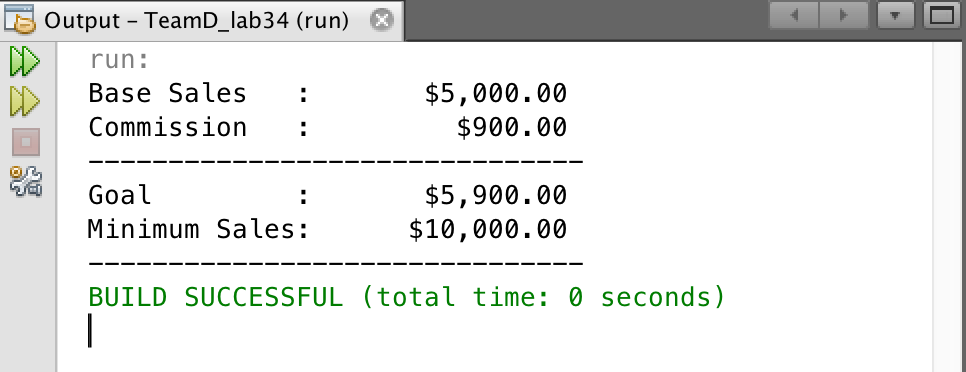 Output – TeamD_lab34 (run)
run:
Base Sales   :       $5,000.00
Commission   :         $900.00
-------------------------------
Goal         :       $5,900.00
Minimum Sales:      $10,000.00
-------------------------------
BUILD SUCCESSFUL (total time: 0 seconds)